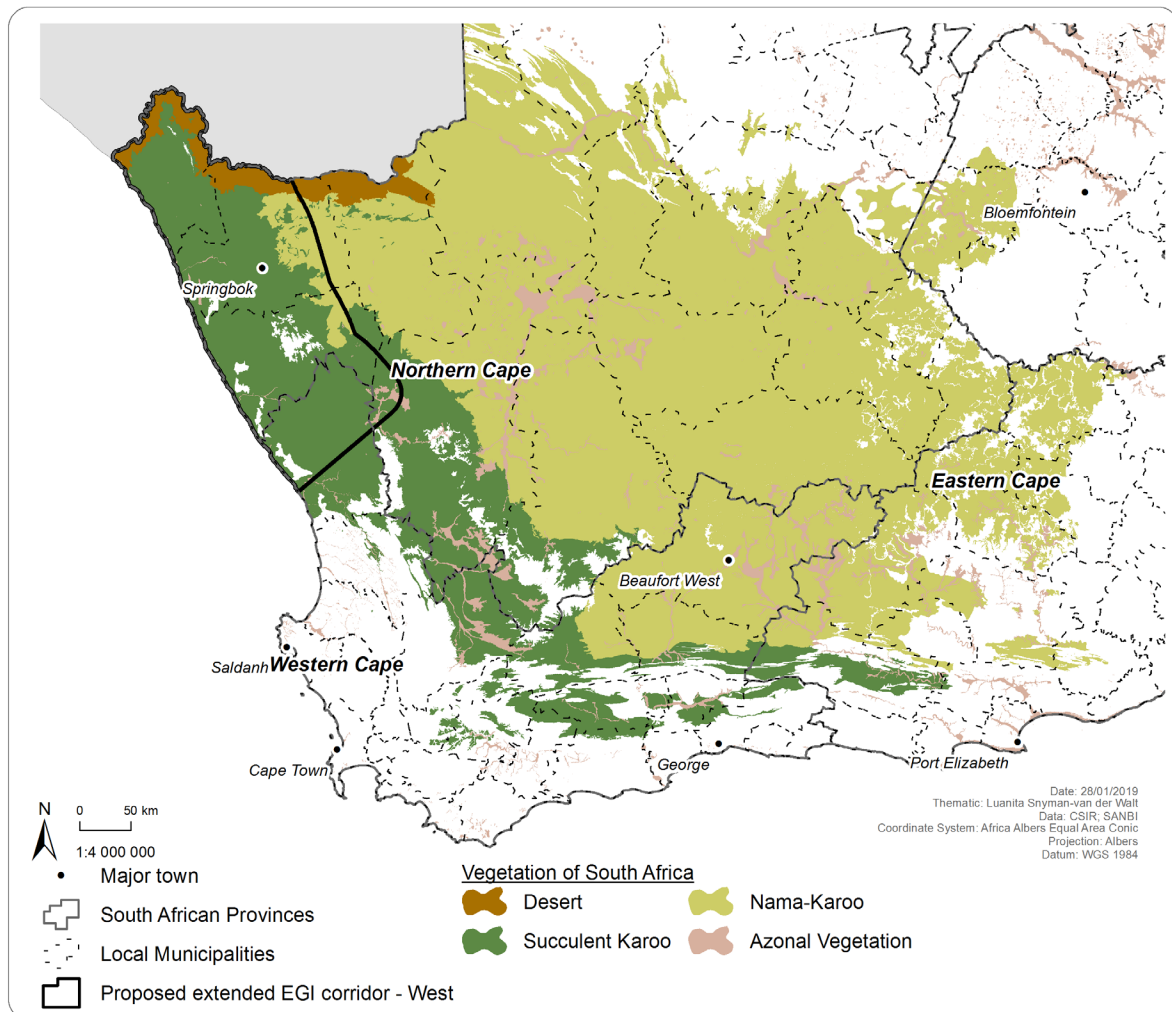 Bloemfontein
Springbok
Northern Cape
Eastern Cape
Beaufort West
Saldanh
Western Cape
Cape Town
George
Port Elizabeth
Date: 28/01/2019
Thematic: Luanita Snyman-van der Walt
Data: CSIR; SANBI
Coordinate System: Africa Albers Equal Area Conic
Projection: Albers
Datum: WGS 1984
N
0 50 km
1:4 000 000
Major town
South African Provinces
Local Municipalities
Proposed extended EGI corridor - West
Vegetation of South Africa
Desert
Succulent Karoo
Nama-Karoo
Azonal Vegetation